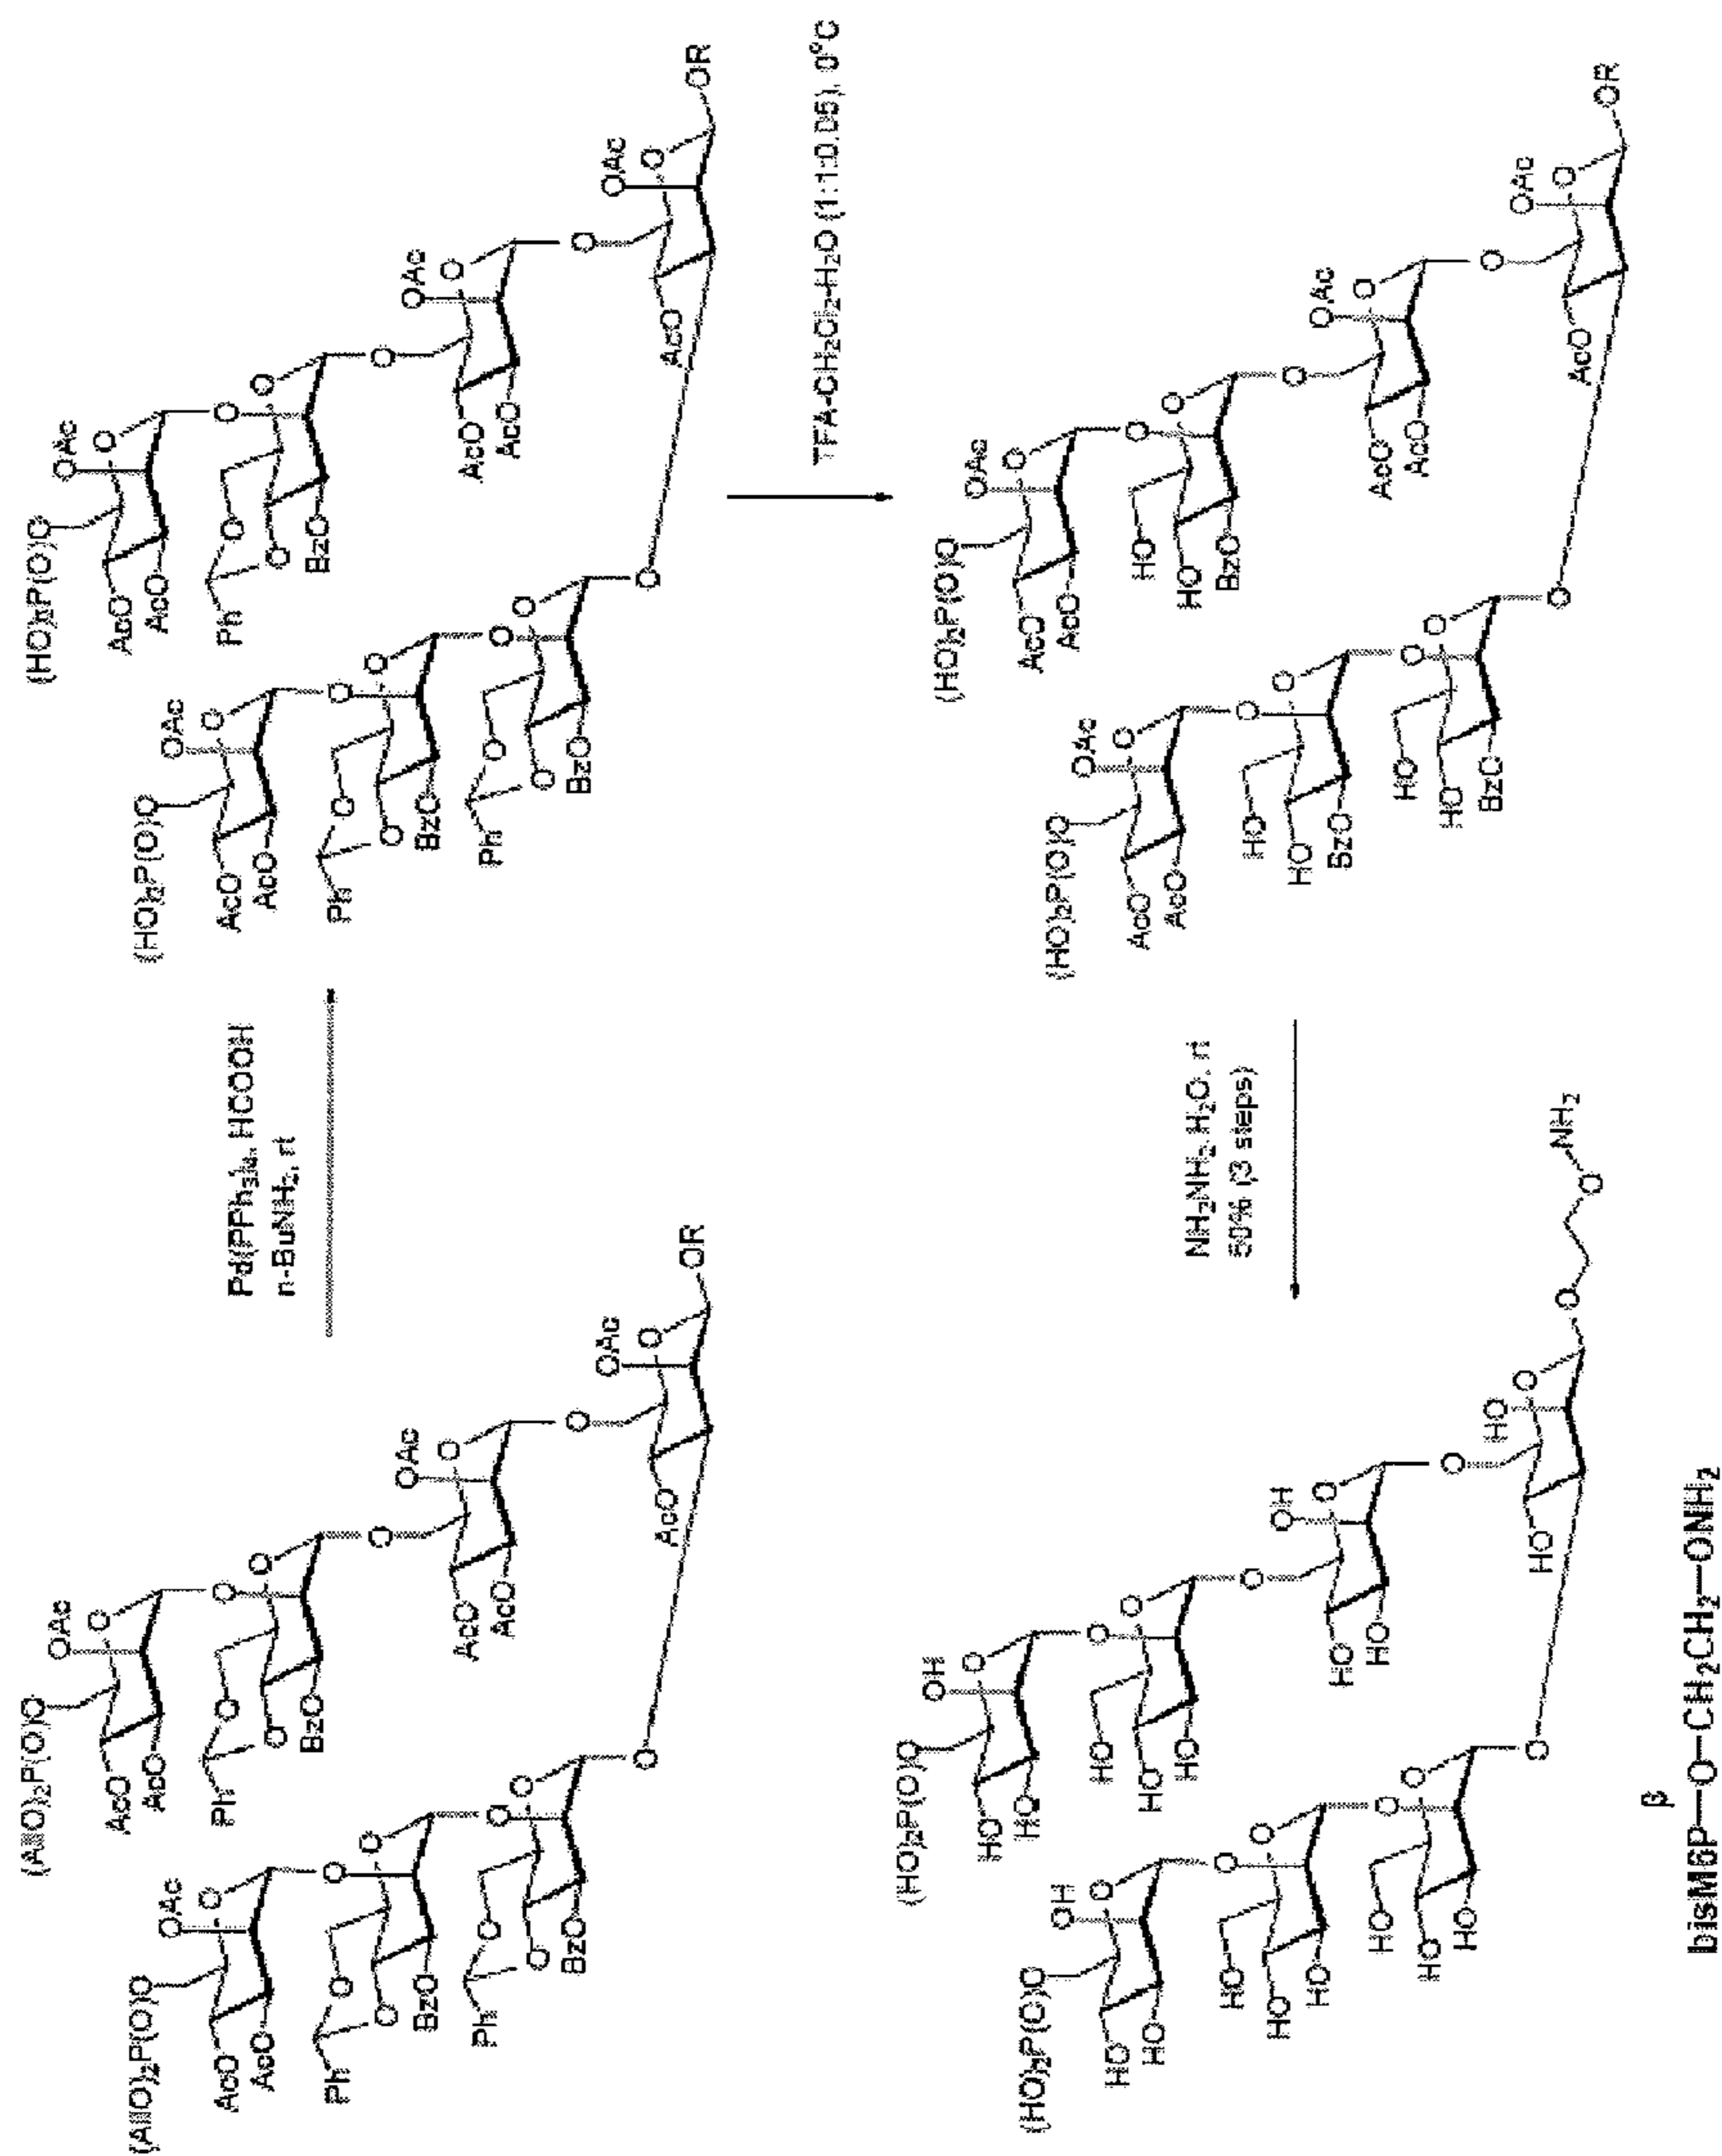 (AllO)₂P(O)O
OAc
O
AcO
AcO
O
(AllO)₂P(O)O
OAc
O
AcO
AcO
Ph
O
O
O
BzO
O
Ph
O
O
O
BzO
O
OAc
O
AcO
AcO
Ph
O
O
O
BzO
O
O
OAc
O
AcO
OR
Pd(PPh₃)₄, HCOOH
n-BuNH₂, rt
(HO)₂P(O)O
OAc
O
AcO
AcO
O
(HO)₂P(O)O
OAc
O
AcO
AcO
Ph
O
O
O
BzO
O
Ph
O
O
O
BzO
O
OAc
O
AcO
AcO
Ph
O
O
O
BzO
O
O
OAc
O
AcO
OR
TFA-CH₂Cl₂-H₂O (1:1:0.05), 0°C
(HO)₂P(O)O
OH
O
HO
HO
O
(HO)₂P(O)O
OH
O
HO
HO
HO
O
HO
HO
O
HO
O
HO
HO
O
OH
O
HO
HO
HO
O
HO
HO
O
O
HO
O
HO
O
O
NH₂
β
bisM6P—O—CH₂CH₂—ONH₂
NH₂NH₂.H₂O, rt
50% (3 steps)
(HO)₂P(O)O
OAc
O
AcO
AcO
O
(HO)₂P(O)O
OAc
O
AcO
AcO
HO
O
HO
BzO
O
HO
O
HO
BzO
O
OAc
O
AcO
AcO
HO
O
HO
BzO
O
O
OAc
O
AcO
OR